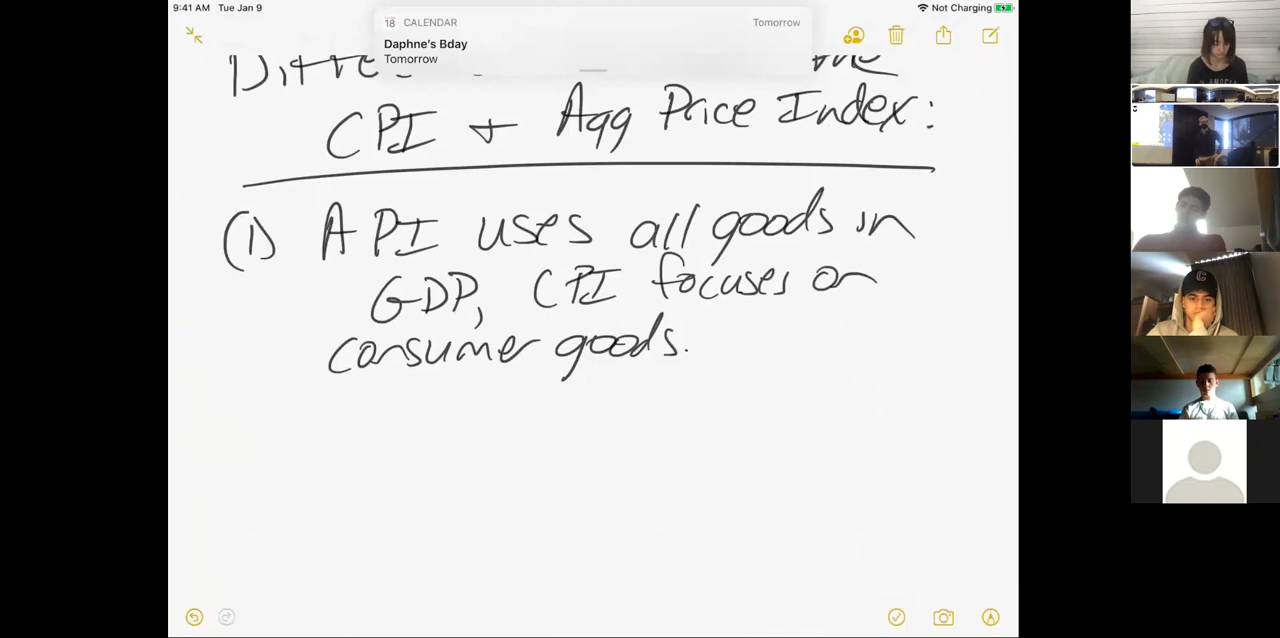 9:41 AM Tue Jan 9
Not Charging
18 CALENDAR
Tomorrow
Daphne's Bday
Tomorrow
CPI + Agg Price Index:
(1) API uses all goods in
GDP, CPI focuses on
consumer goods.